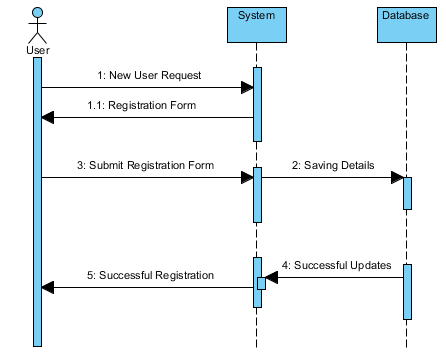 System
Database
User
1: New User Request
1.1: Registration Form
3: Submit Registration Form
2: Saving Details
4: Successful Updates
5: Successful Registration